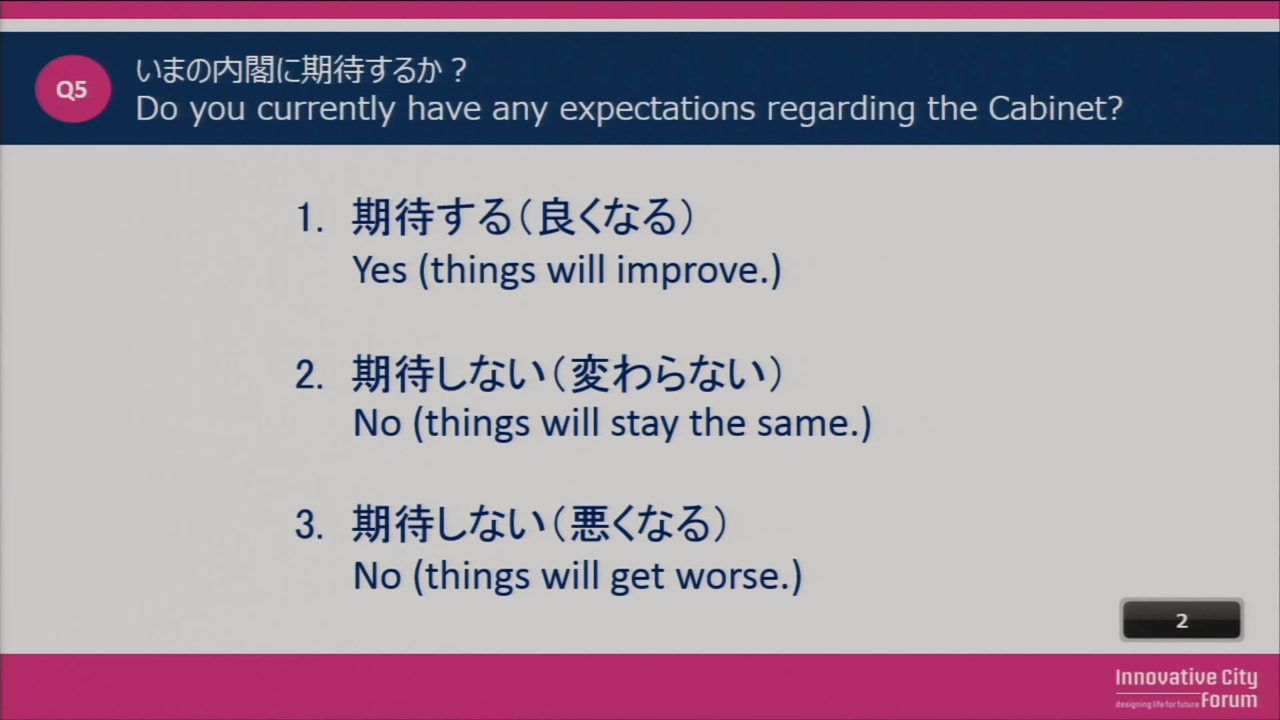 Q5
いまの内閣に期待するか？
Do you currently have any expectations regarding the Cabinet?
1. 期待する（良くなる）
Yes (things will improve.)
2. 期待しない（変わらない）
No (things will stay the same.)
3. 期待しない（悪くなる）
No (things will get worse.)
2
Innovative City
designing life for future Forum